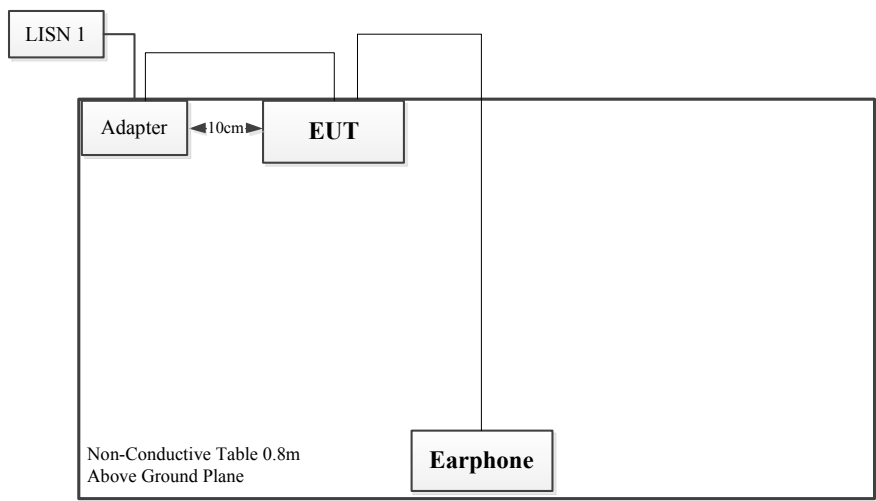 LISN 1
Adapter
10cm
EUT
Non-Conductive Table 0.8m
Above Ground Plane
Earphone